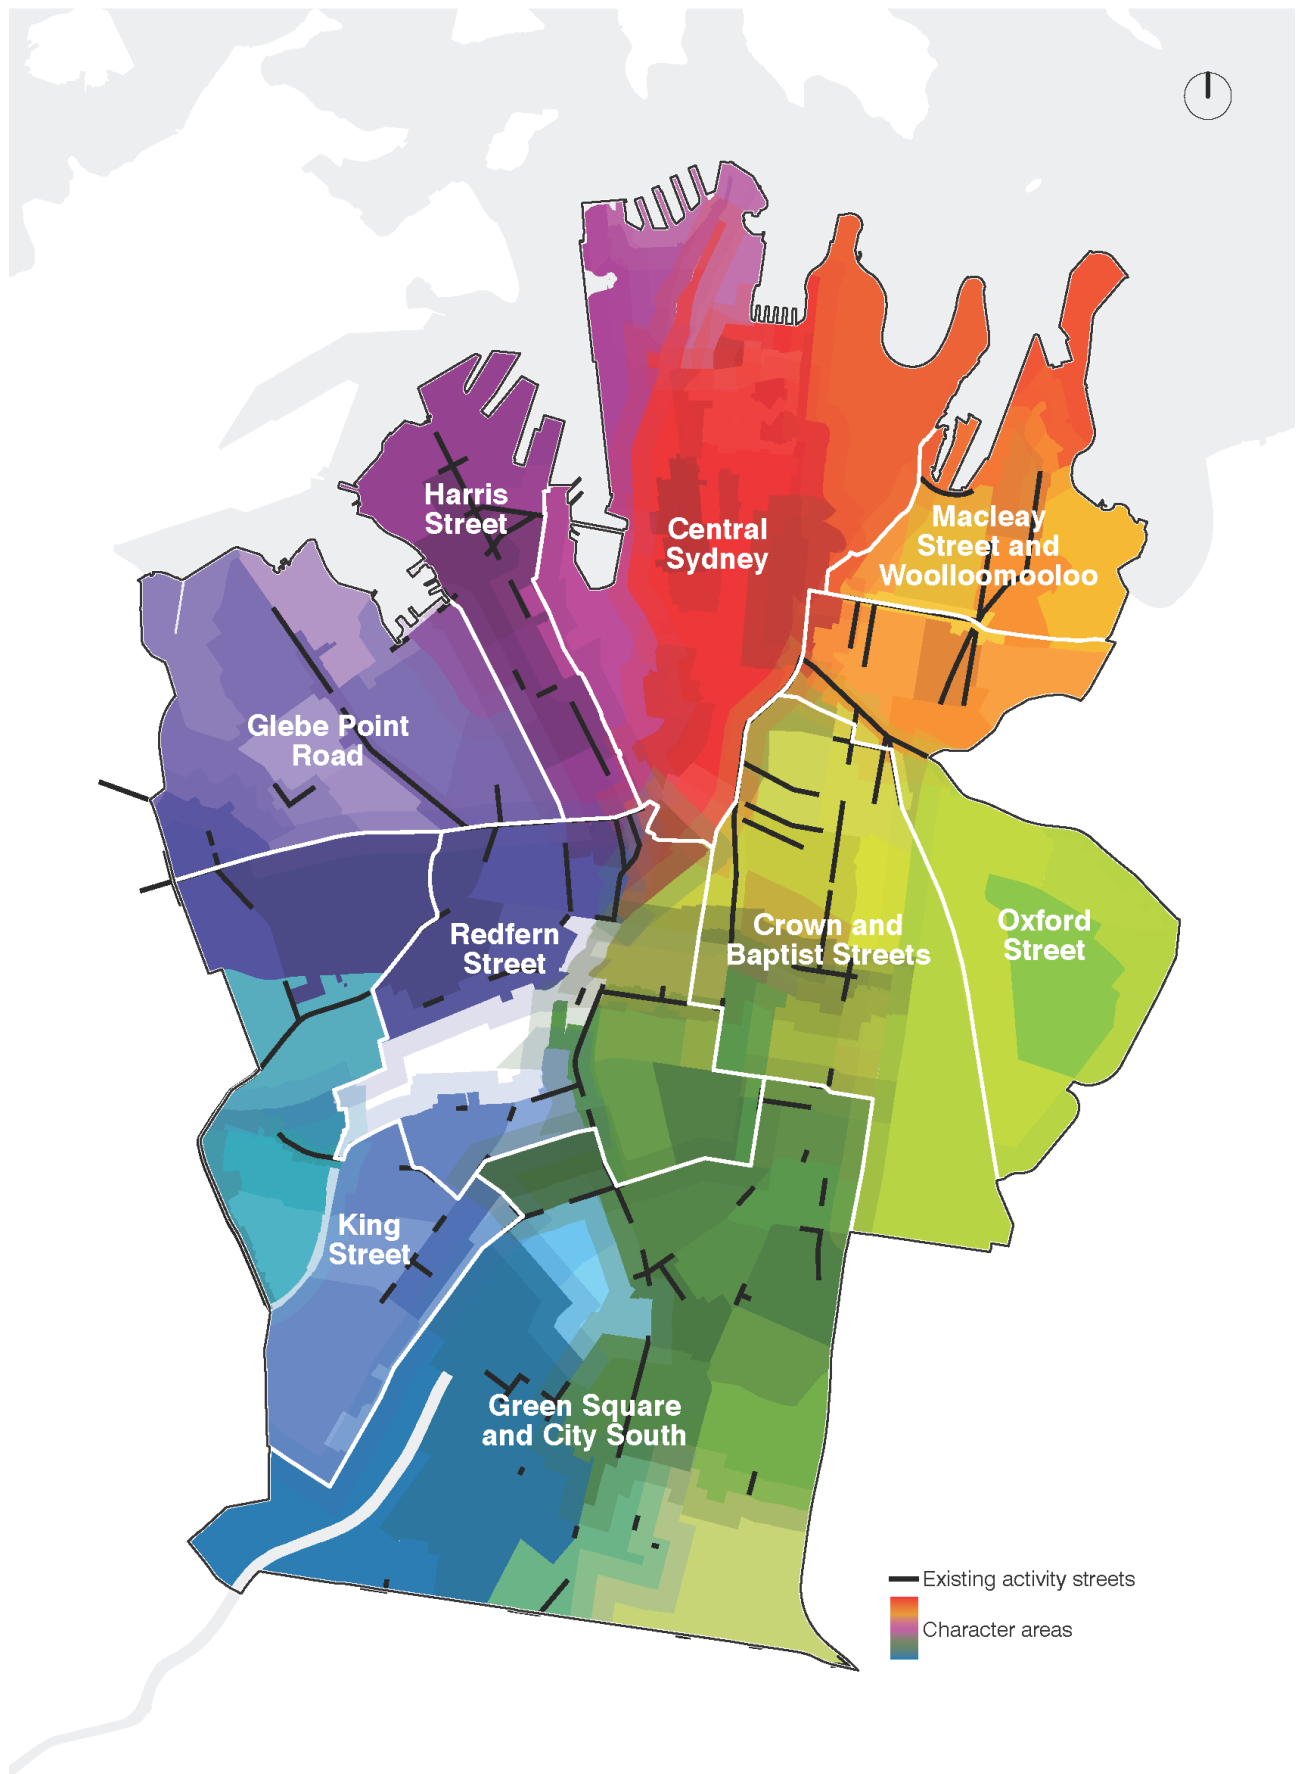 Harris
Street
Central
Sydney
Macleay
Street and
Woolloomooloo
Glebe Point
Road
Redfern
Street
Crown and
Baptist Streets
Oxford
Street
King
Street
Green Square
and City South
Existing activity streets
Character areas